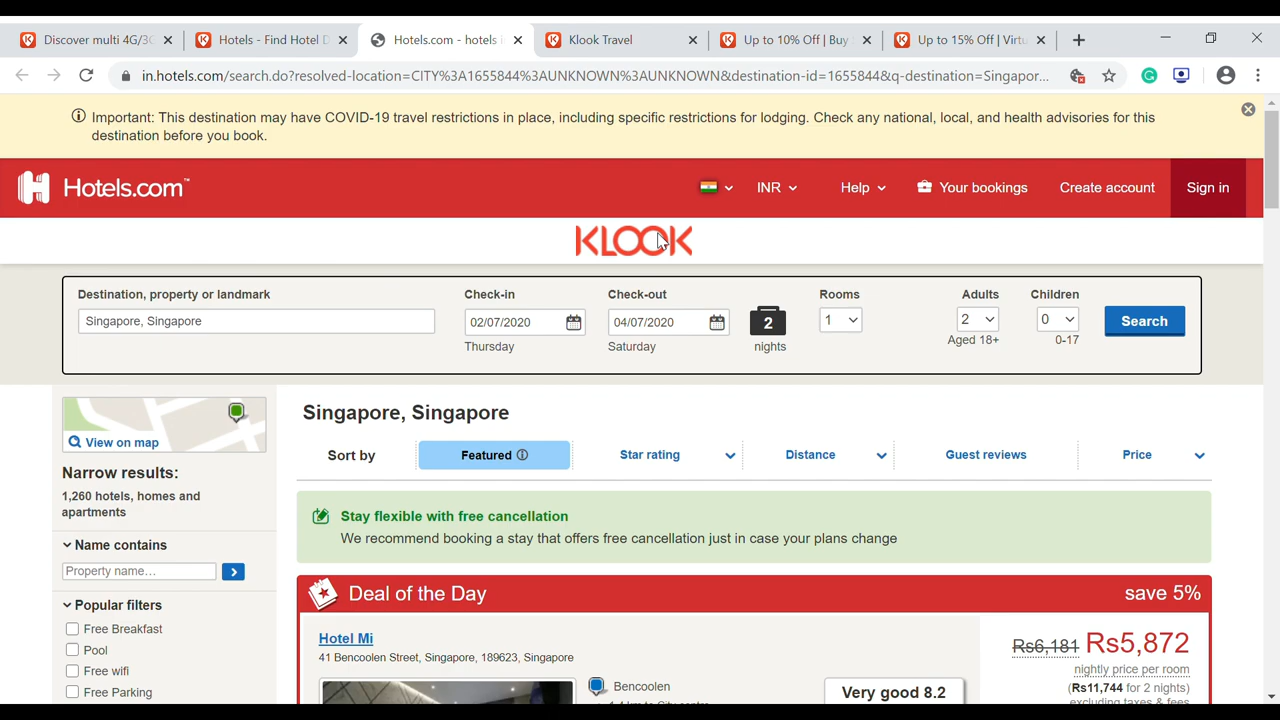 Discover multi 4G/3G
Hotels - Find Hotel D
Hotels.com - hotels i
Klook Travel
Up to 10% Off | Buy
Up to 15% Off | Virtu
in.hotels.com/search.do?resolved-location=CITY%3A1655844%3AUNKNOWN%3AUNKNOWN&destination-id=1655844&q-destination=Singapor...
Important: This destination may have COVID-19 travel restrictions in place, including specific restrictions for lodging. Check any national, local, and health advisories for this
destination before you book.
Hotels.com™
INR
Help
Your bookings
Create account
Sign in
KLOOK
Destination, property or landmark
Check-in
Check-out
Rooms
Adults
Children
Singapore, Singapore
02/07/2020
04/07/2020
2
1
2
0
Search
Thursday
Saturday
nights
Aged 18+
0-17
View on map
Narrow results:
1,260 hotels, homes and
apartments
Name contains
Property name...
Popular filters
Free Breakfast
Pool
Free wifi
Free Parking
Singapore, Singapore
Sort by
Featured
Star rating
Distance
Guest reviews
Price
Stay flexible with free cancellation
We recommend booking a stay that offers free cancellation just in case your plans change
Deal of the Day
save 5%
Hotel Mi
41 Bencoolen Street, Singapore, 189623, Singapore
Rs6,181 Rs5,872
nightly price per room
(Rs11,744 for 2 nights)
excluding taxes & fees
Bencoolen
1.4 km to City centre
Very good 8.2